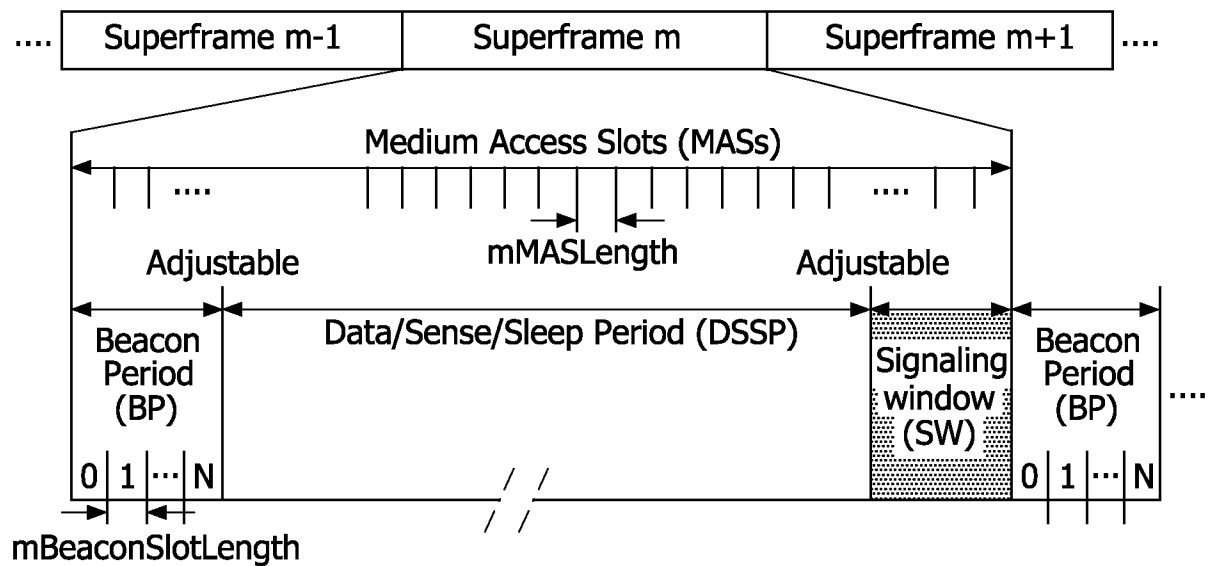 .... Superframe m-1 Superframe m Superframe m+1 ....
Medium Access Slots (MASs)
.... ....
mMASLength
Adjustable Adjustable
Data/Sense/Sleep Period (DSSP)
Beacon
Period
(BP)
Signaling
window
(SW)
Beacon
Period
(BP)
....
0 1 ... N
0 1 ... N
mBeaconSlotLength